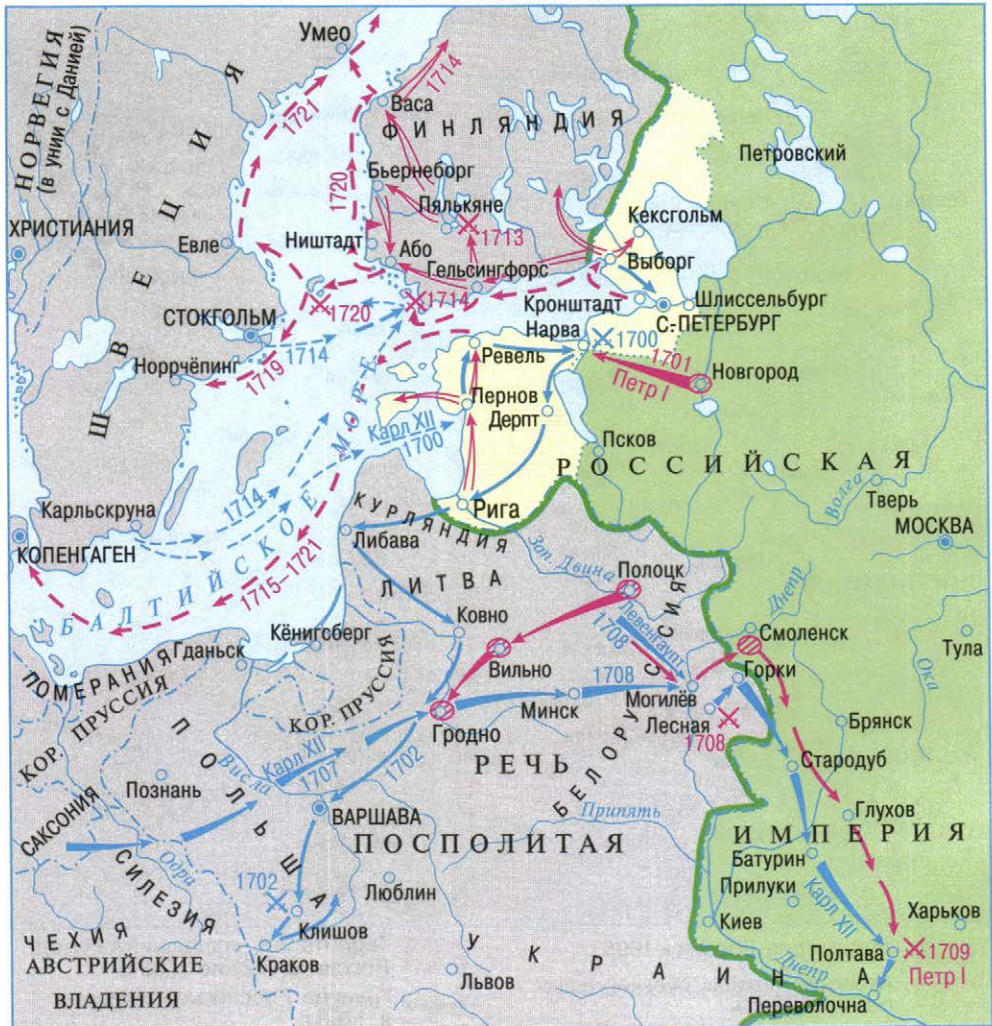 Умео
НОРВЕГИЯ
(в унии с Данией)
ШВЕЦИЯ
1721
1714
Васа
ФИНЛЯНДИЯ
Петровский
1720
Бьернеборг
Пялькяне
1713
Кексгольм
ХРИСТИАНИЯ
Евле
Ништадт
Або
Гельсингфорс
Выборг
1720
1714
Кронштадт
Шлиссельбург
СТОКГОЛЬМ
С.-ПЕТЕРБУРГ
Нарва
1700
1714
Норрчёпинг
1719
Ревель
1701
Петр I
Новгород
Пернов
Дерпт
Карл XII
1700
Псков
РОССИЙСКАЯ
Волга
Тверь
Карльскруна
1714
Рига
МОСКВА
КОПЕНГАГЕН
КУРЛЯНДИЯ
Либава
Зап. Двина
БАЛТИЙСКОЕ МОРЕ
1715–1721
ЛИТВА
Полоцк
Днепр
Ковно
Левенгаупт
1708
Смоленск
Кёнигсберг
Гданьск
Вильно
Горки
Тула
Ока
ПОМЕРАНИЯ
КОР. ПРУССИЯ
КОР. ПРУССИЯ
1708
Могилёв
Минск
Лесная
1708
Гродно
Брянск
Карл XII
1707
1702
Висла
БЕЛОРУССИЯ
РЕЧЬ
Стародуб
Познань
ПОЛЬША
ВАРШАВА
Припять
Глухов
САКСОНИЯ
ПОСПОЛИТАЯ
ИМПЕРИЯ
Одра
СИЛЕЗИЯ
Батурин
1702
Люблин
Прилуки
Карл XII
Клишов
Киев
Харьков
ЧЕХИЯ
АВСТРИЙСКИЕ
ВЛАДЕНИЯ
Краков
Львов
УКРАИНА
Полтава
1709
Петр I
Днепр
Переволочна